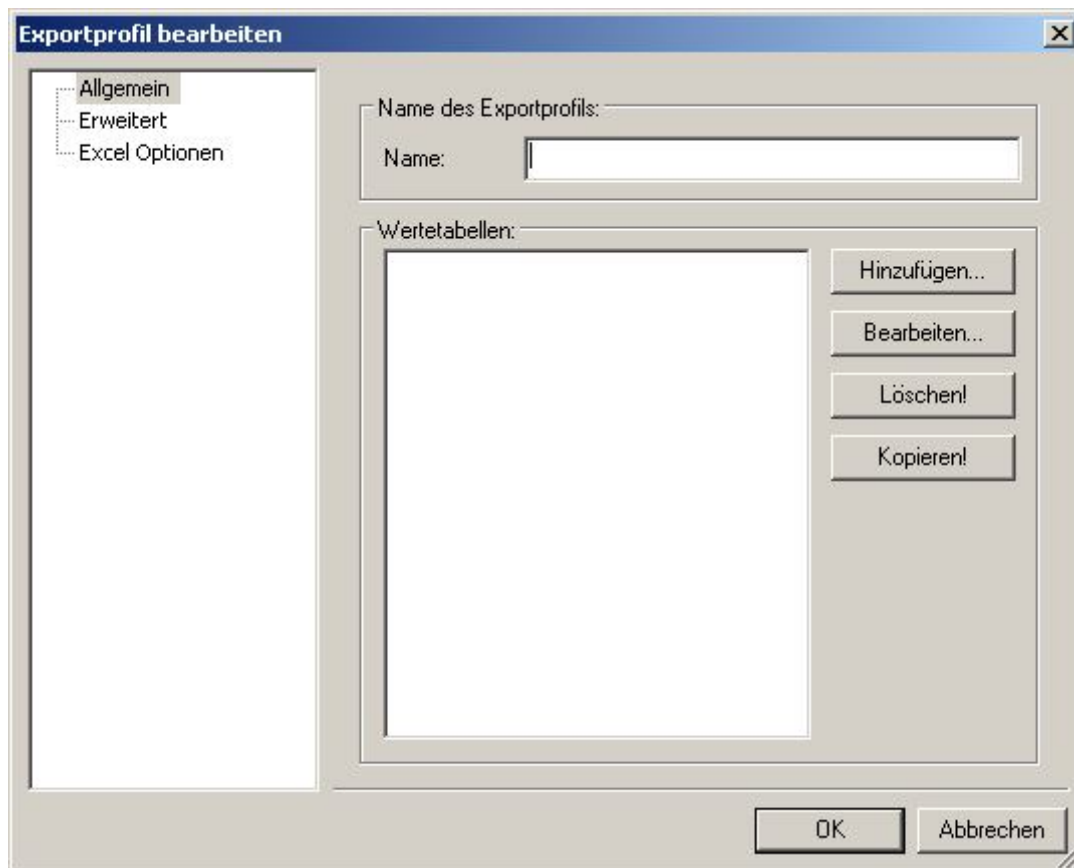 Exportprofil bearbeiten
Allgemein
Erweitert
Excel Optionen
Name des Exportprofils:
Name:
Wertetabellen:
Hinzufügen...
Bearbeiten...
Löschen!
Kopieren!
OK
Abbrechen